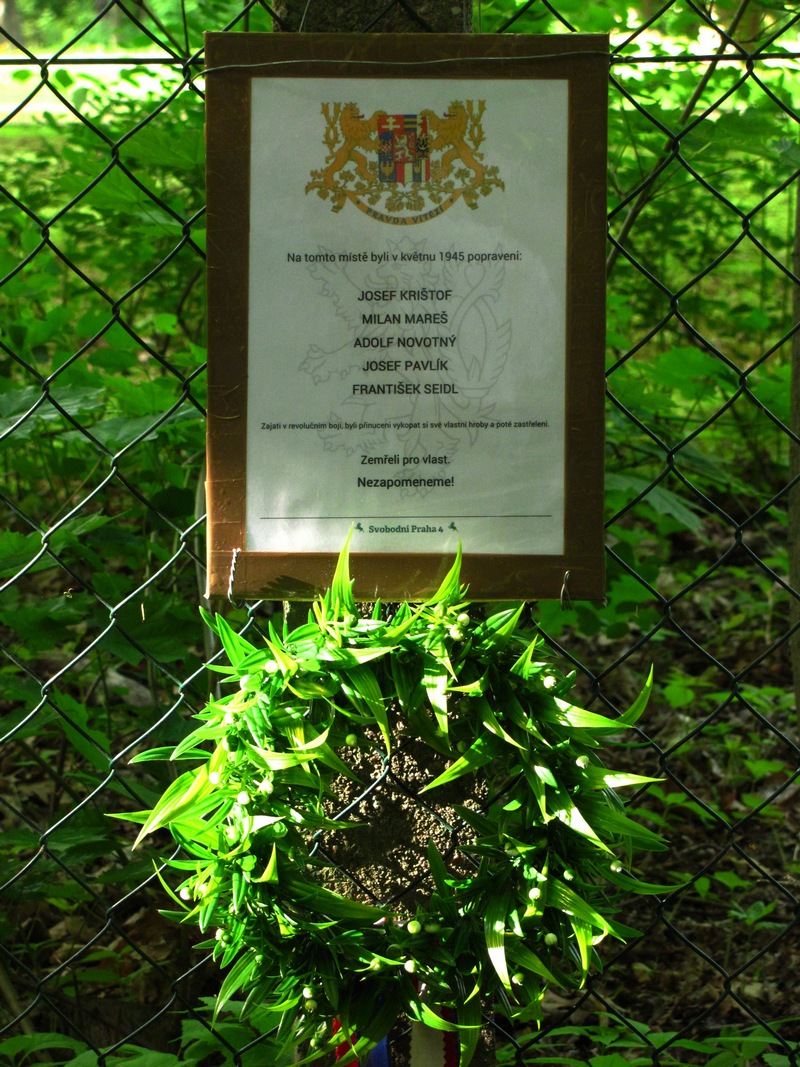 PRAVDA VÍTĚZÍ
Na tomto místě byli v květnu 1945 popraveni:
JOSEF KRIŠTOF
MILAN MAREŠ
ADOLF NOVOTNÝ
JOSEF PAVLÍK
FRANTIŠEK SEIDL
Zajati v revolučním boji, byli přinuceni vykopat si své vlastní hroby a poté zastřeleni.
Zemřeli pro vlast.
Nezapomeneme!
Svobodní Praha 4